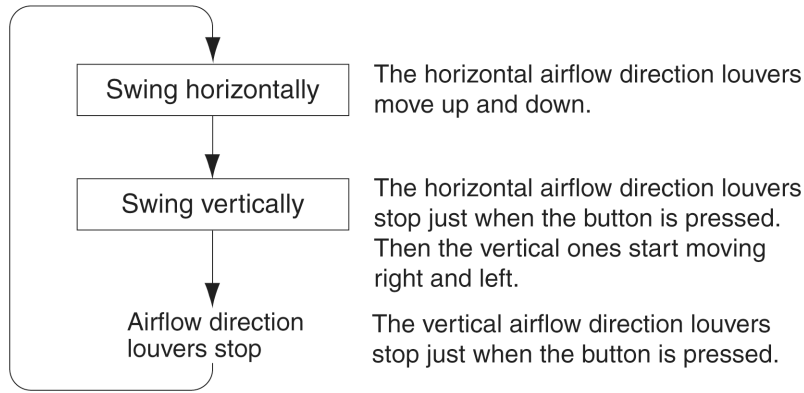 Swing horizontally
The horizontal airflow direction louvers
move up and down.
Swing vertically
The horizontal airflow direction louvers
stop just when the button is pressed.
Then the vertical ones start moving
right and left.
Airflow direction
louvers stop
The vertical airflow direction louvers
stop just when the button is pressed.